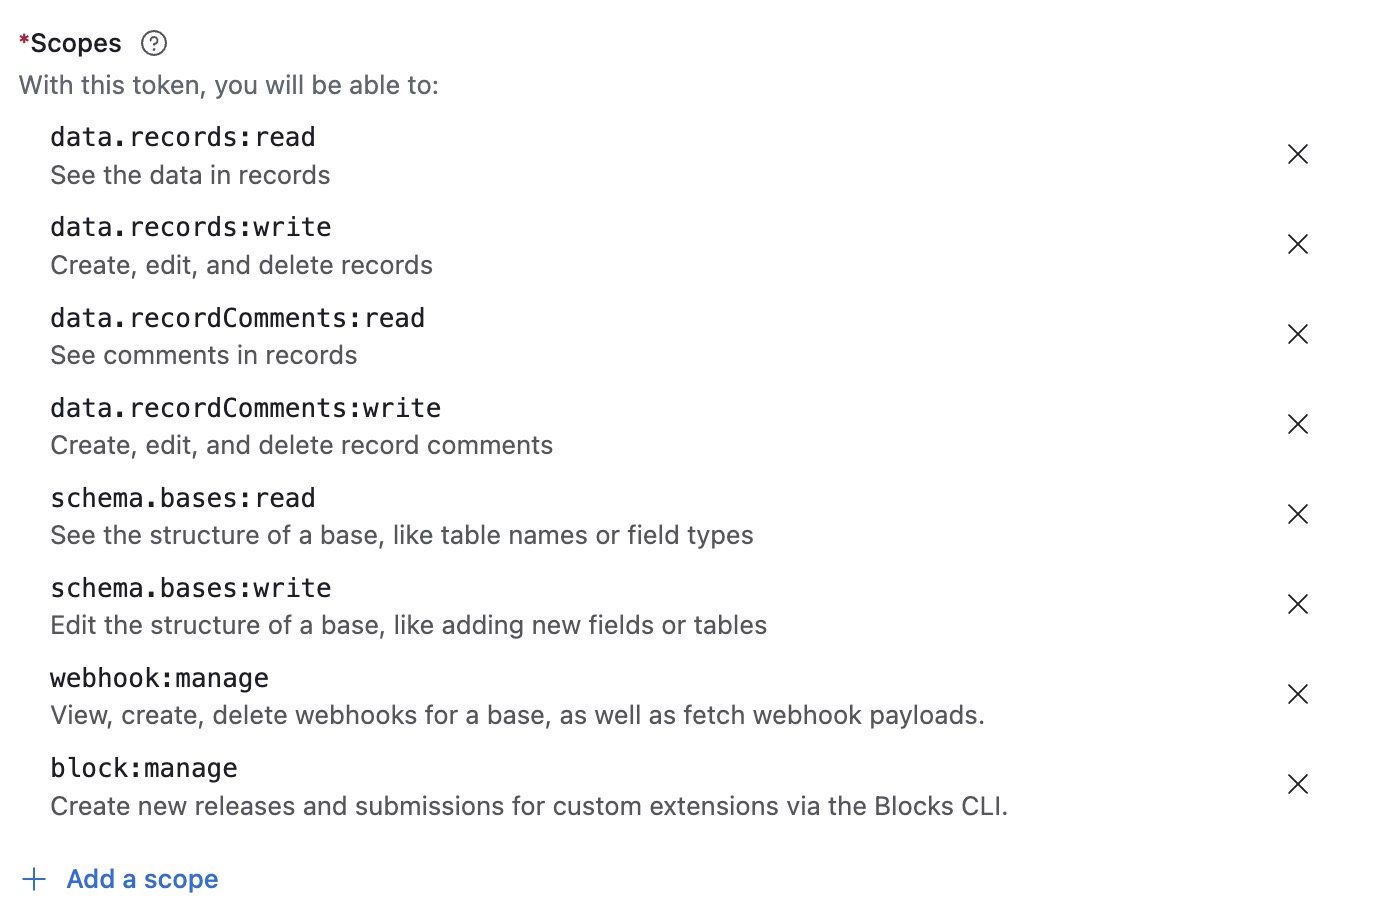 *Scopes ?
With this token, you will be able to:
data.records:read
See the data in records
data.records:write
Create, edit, and delete records
data.recordComments:read
See comments in records
data.recordComments:write
Create, edit, and delete record comments
schema.bases:read
See the structure of a base, like table names or field types
schema.bases:write
Edit the structure of a base, like adding new fields or tables
webhook:manage
View, create, delete webhooks for a base, as well as fetch webhook payloads.
block:manage
Create new releases and submissions for custom extensions via the Blocks CLI.
+ Add a scope